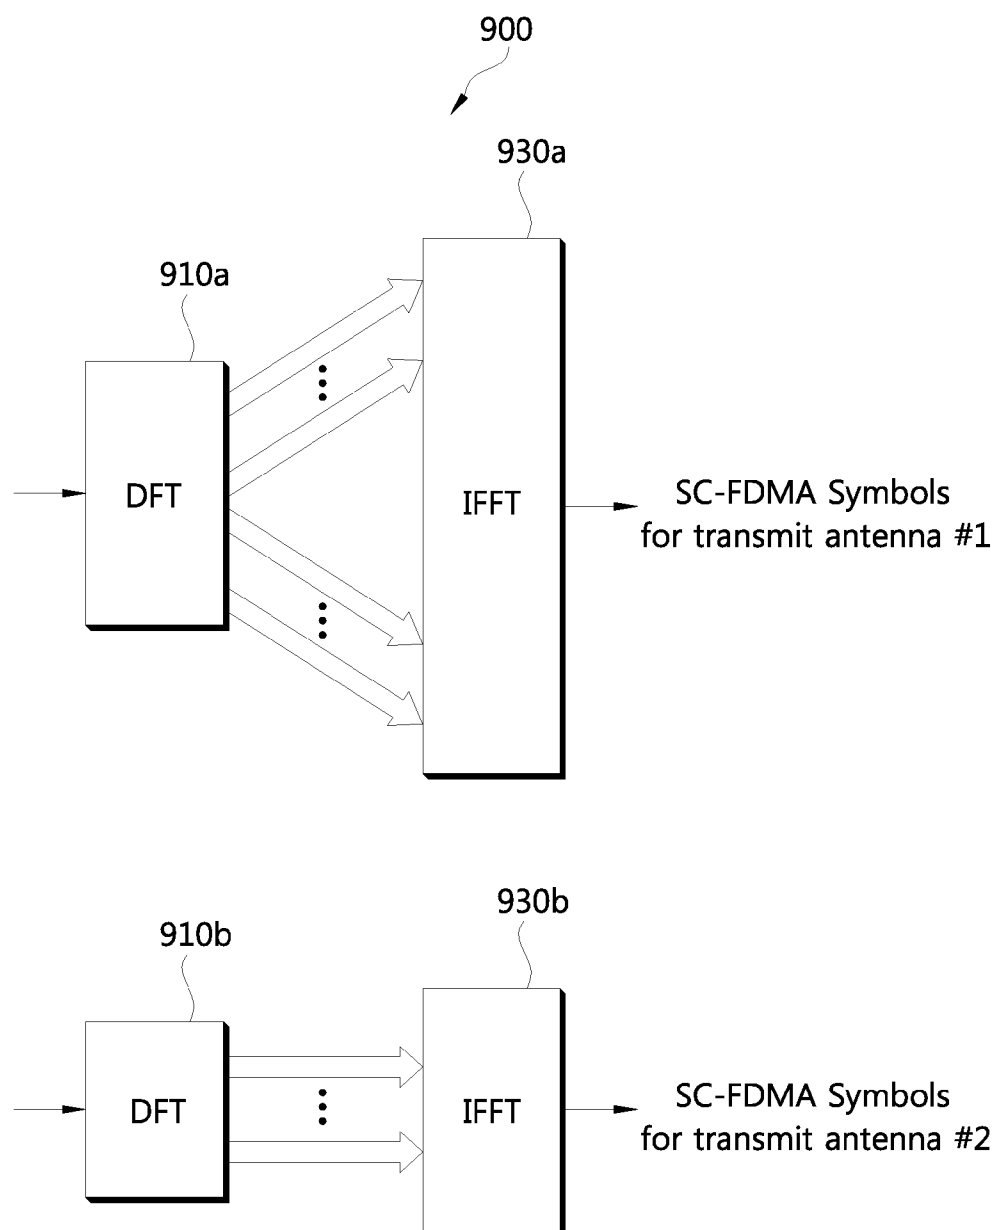 900
930a
910a
DFT
IFFT
SC-FDMA Symbols
for transmit antenna #1
930b
910b
DFT
IFFT
SC-FDMA Symbols
for transmit antenna #2